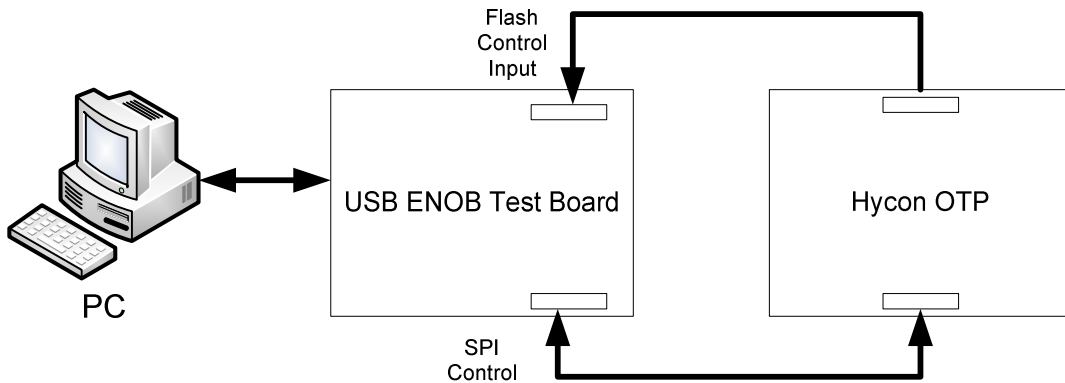 Flash
Control
Input
USB ENOB Test Board
Hycon OTP
PC
SPI
Control